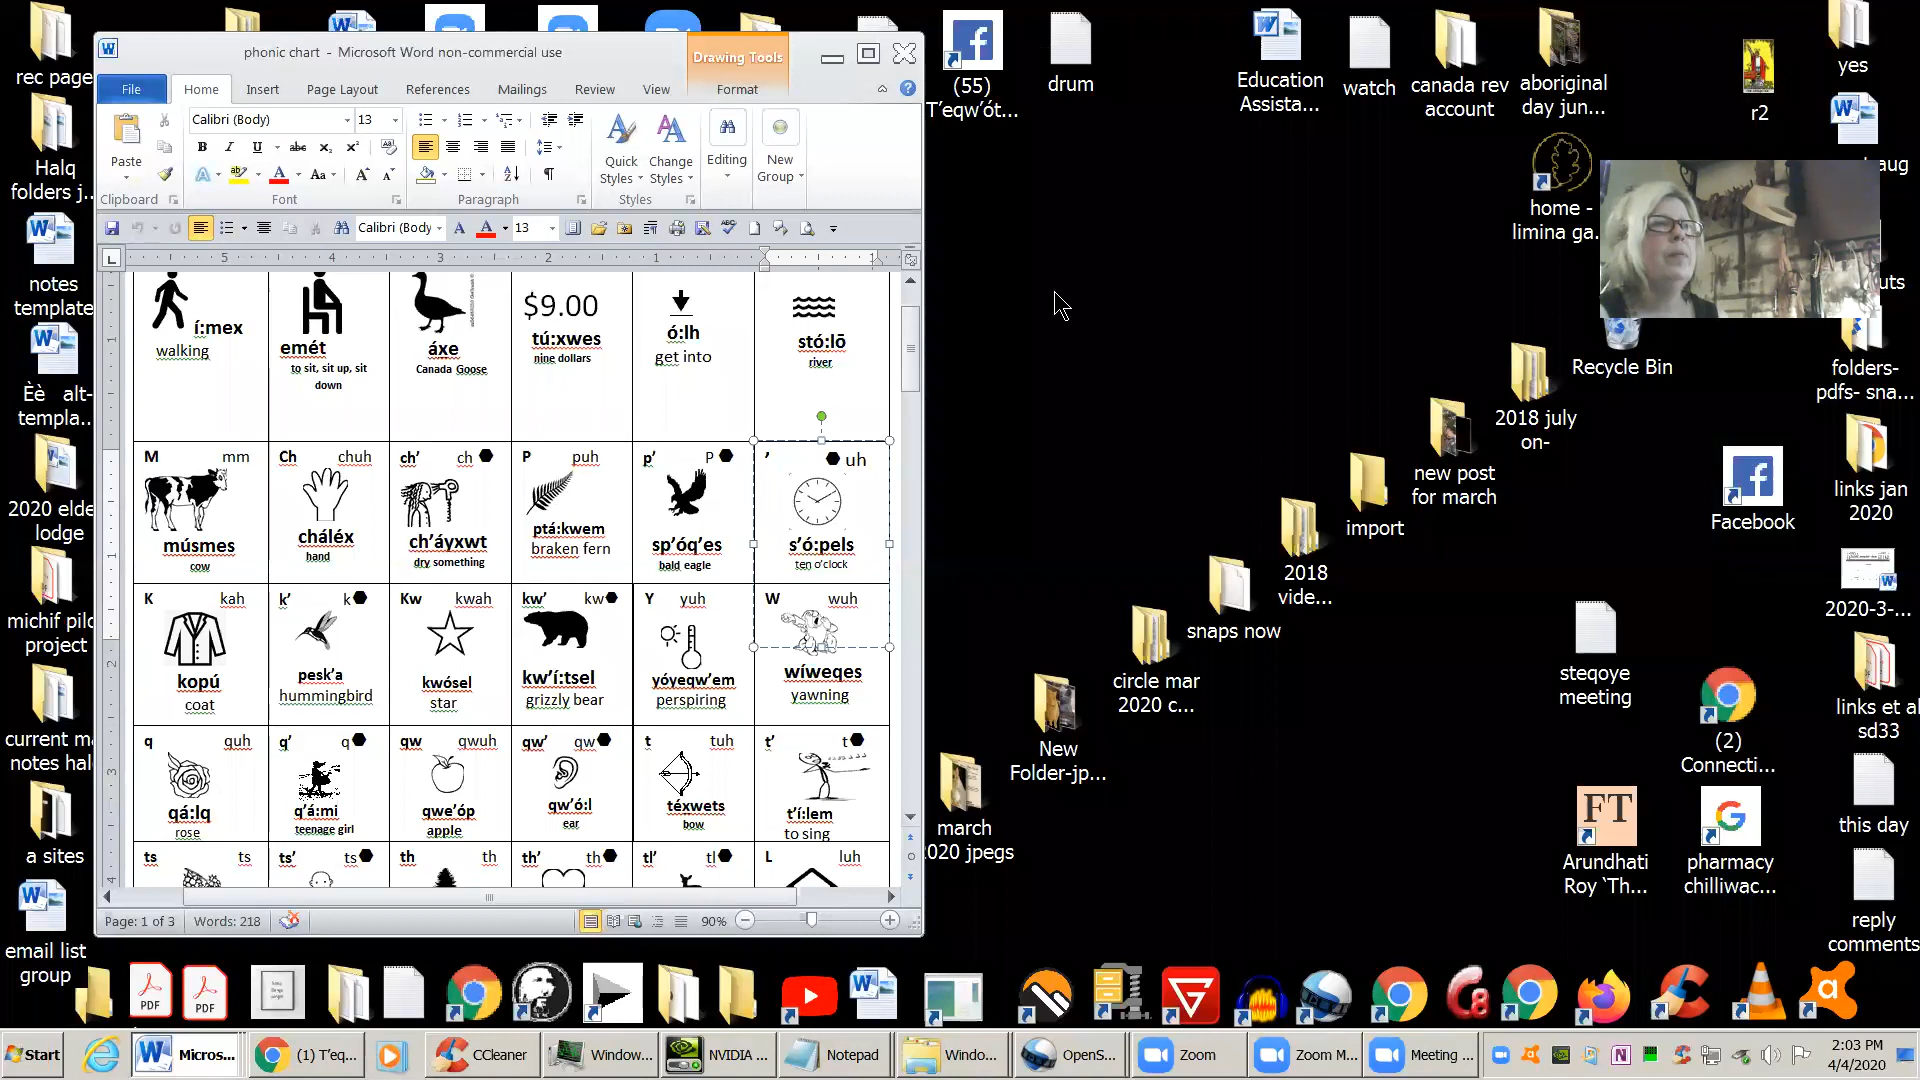 phonic chart - Microsoft Word non-commercial use
Drawing Tools
File
Home
Insert
Page Layout
References
Mailings
Review
View
Format
Calibri (Body)
13
Paste
Quick Styles
Change Styles
Editing
New Group
Clipboard
Font
Paragraph
Styles
Calibri (Body
13
í:mex
walking
emét
to sit, sit up, sit down
áxe
Canada Goose
$9.00
tú:xwes
nine dollars
ó:lh
get into
stó:lō
river
M mm
músmes
cow
Ch chuh
cháléx
hand
ch’ ch
ch’áyxwt
dry something
P puh
ptá:kwem
braken fern
p’ P
sp’óq’es
bald eagle
’ uh
s’ó:pels
ten o’clock
K kah
kopú
coat
k’ k
pesk’a
hummingbird
Kw kwah
kwósel
star
kw’ kw
kw’í:tsel
grizzly bear
Y yuh
yóyeqw’em
perspiring
W wuh
wíweqes
yawning
q quh
qá:lq
rose
q’ q
q’á:mi
teenage girl
qw qwuh
qwe’óp
apple
qw’ qw
qw’ó:l
ear
t tuh
téxwets
bow
t’ t
t’í:lem
to sing
ts ts
ts’ ts
th th
th’ th
tl’ tl
L luh
Page: 1 of 3
Words: 218
90%
rec page
Halq
folders j...
notes
template
Èè alt-
templa...
2020 elde
lodge
michif pilo
project
current ma
notes hal
a sites
email list
group
(55)
T’eqw’ót...
drum
Education
Assista...
watch
canada rev
account
aboriginal
day jun...
r2
yes
aug
home -
limina ga.
uts
Recycle Bin
folders-
pdfs- sna...
2018 july
on-
new post
for march
import
2018
vide...
snaps now
circle mar
2020 c...
New
Folder-jp...
march
2020 jpegs
Facebook
links jan
2020
2020-3-...
steqoye
meeting
links et al
sd33
(2)
Connecti...
this day
FT
Arundhati
Roy ‘Th...
pharmacy
chilliwac...
reply
comments
PDF
PDF
Start
Micros...
(1) T’eq...
CCleaner
Window...
NVIDIA ...
Notepad
Windo...
OpenS...
Zoom
Zoom M...
Meeting ...
2:03 PM
4/4/2020